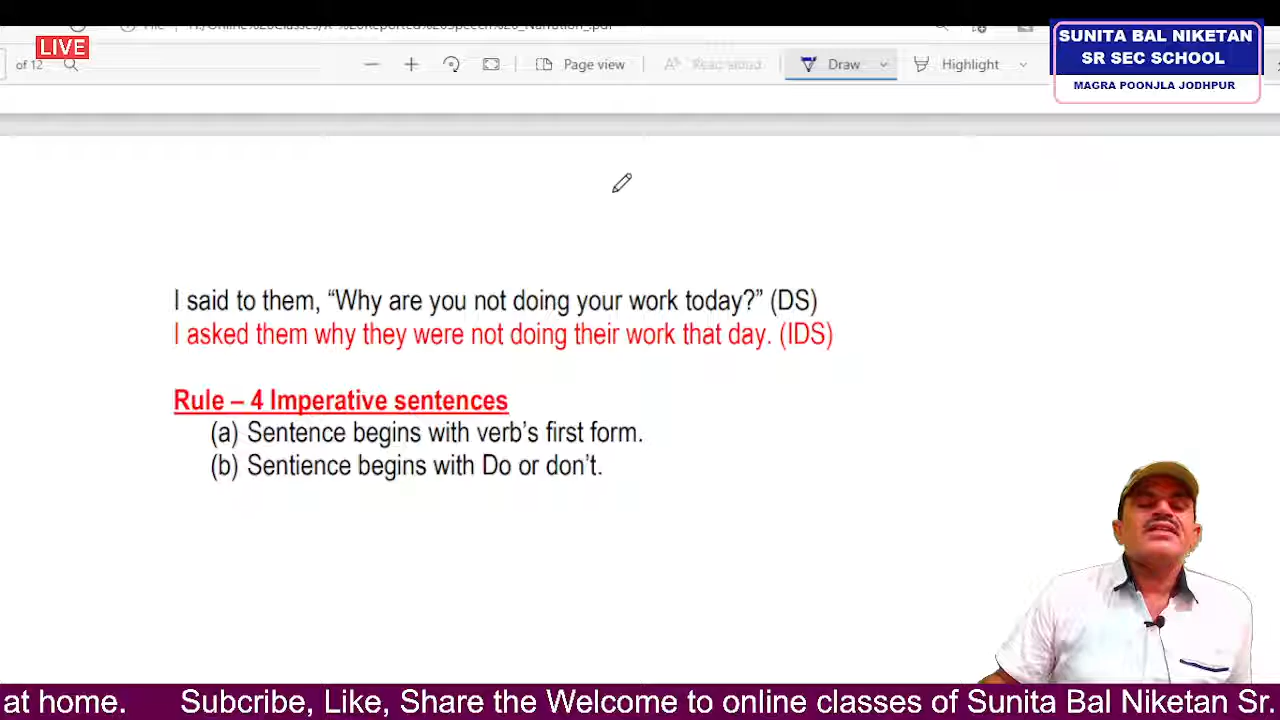 LIVE
of 12
Page view
Read aloud
Draw
Highlight
SUNITA BAL NIKETAN
SR SEC SCHOOL
MAGRA POONJLA JODHPUR
I said to them, “Why are you not doing your work today?” (DS)
I asked them why they were not doing their work that day. (IDS)
Rule – 4 Imperative sentences
(a) Sentence begins with verb’s first form.
(b) Sentience begins with Do or don’t.
at home. Subcribe, Like, Share the Welcome to online classes of Sunita Bal Niketan Sr.